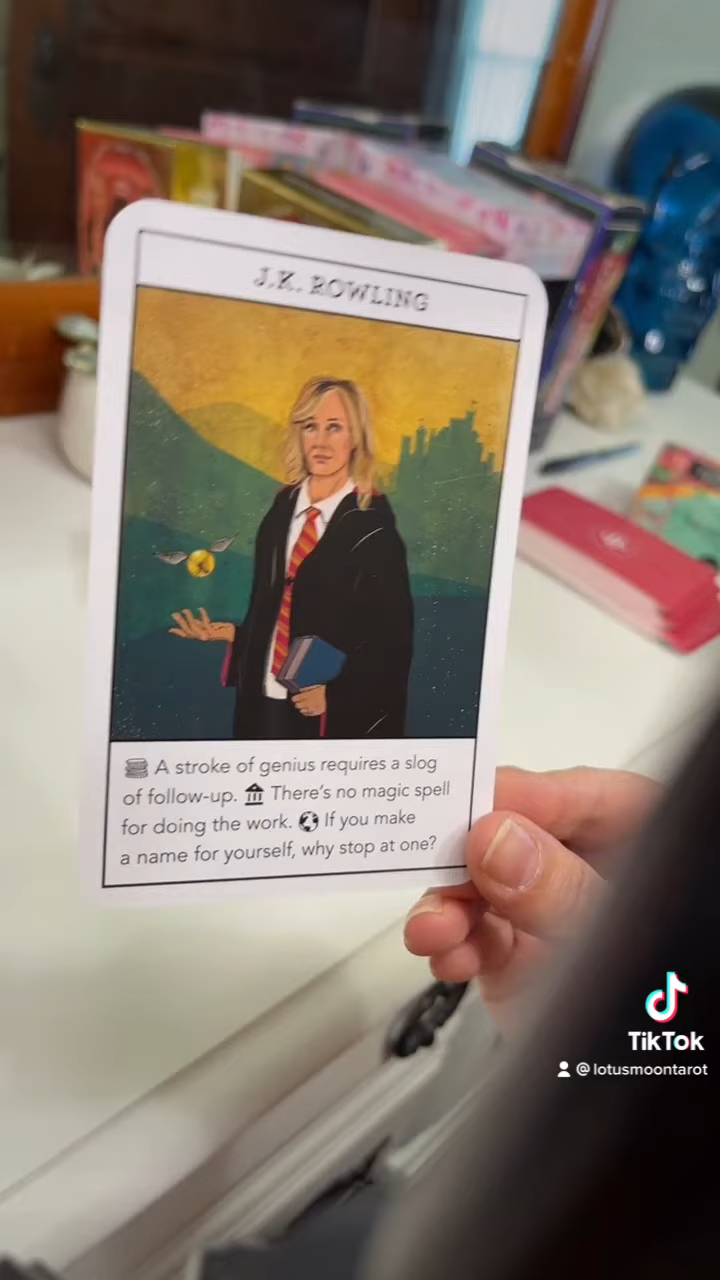 J.K. ROWLING
A stroke of genius requires a slog
of follow-up. There's no magic spell
for doing the work. If you make
a name for yourself, why stop at one?
TikTok
@lotusmoontarot